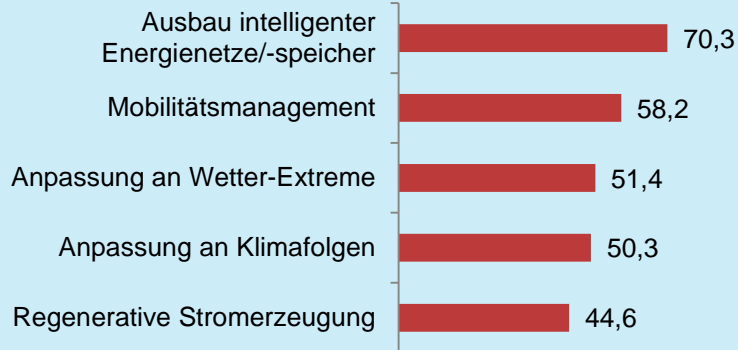 Ausbau intelligenter
Energienetze/-speicher
70,3
Mobilitätsmanagement
58,2
Anpassung an Wetter-Extreme
51,4
Anpassung an Klimafolgen
50,3
Regenerative Stromerzeugung
44,6